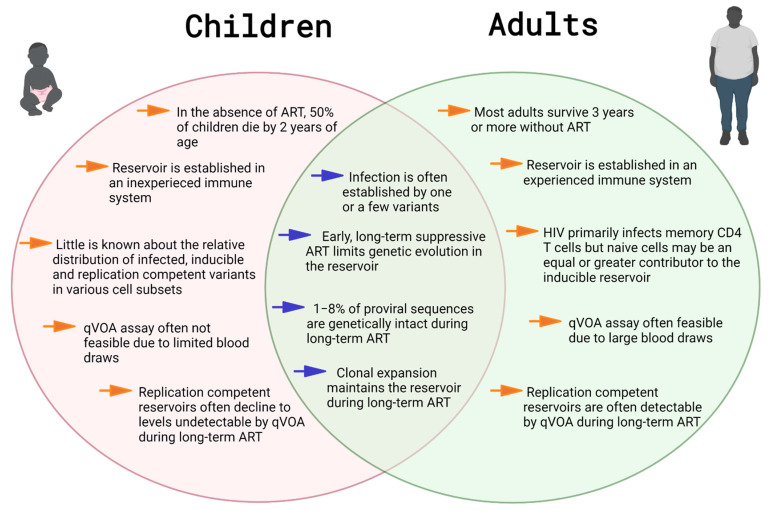 Children
Adults
In the absence of ART, 50%
of children die by 2 years of
age
Reservoir is established in
an inexperieced immune
system
Little is known about the relative
distribution of infected, inducible
and replication competent variants
in various cell subsets
qVOA assay often not
feasible due to limited blood
draws
Replication competent
reservoirs often decline to
levels undetectable by qVOA
during long-term ART
Infection is often
established by one
or a few variants
Early, long-term suppressive
ART limits genetic evolution in
the reservoir
1–8% of proviral sequences
are genetically intact during
long-term ART
Clonal expansion
maintains the reservoir
during long-term ART
Most adults survive 3 years
or more without ART
Reservoir is established in an
experienced immune system
HIV primarily infects memory CD4
T cells but naive cells may be an
equal or greater contributor to the
inducible reservoir
qVOA assay often feasible
due to large blood draws
Replication competent
reservoirs are often detectable
by qVOA during long-term ART